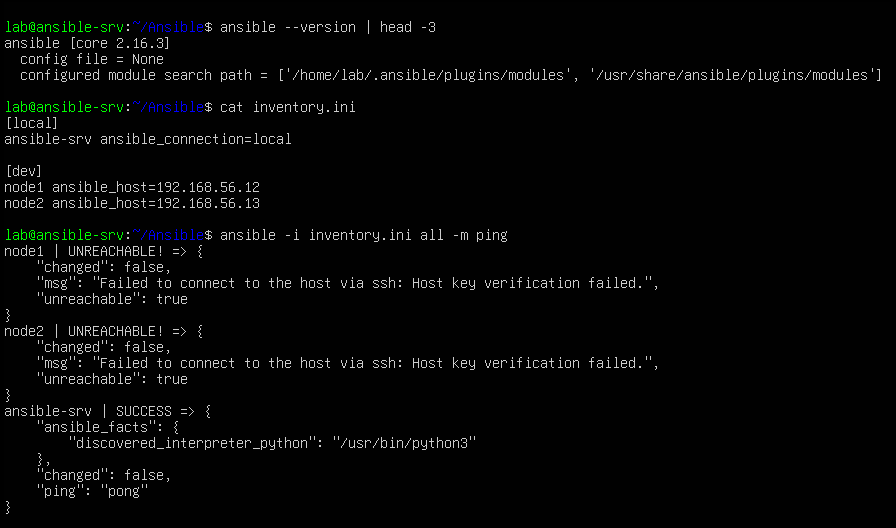 lab@ansible-srv:~/Ansible$ ansible --version | head -3
ansible [core 2.16.3]
  config file = None
  configured module search path = ['/home/lab/.ansible/plugins/modules', '/usr/share/ansible/plugins/modules']
lab@ansible-srv:~/Ansible$ cat inventory.ini
[local]
ansible-srv ansible_connection=local
[dev]
node1 ansible_host=192.168.56.12
node2 ansible_host=192.168.56.13
lab@ansible-srv:~/Ansible$ ansible -i inventory.ini all -m ping
node1 | UNREACHABLE! => {
    "changed": false,
    "msg": "Failed to connect to the host via ssh: Host key verification failed.",
    "unreachable": true
}
node2 | UNREACHABLE! => {
    "changed": false,
    "msg": "Failed to connect to the host via ssh: Host key verification failed.",
    "unreachable": true
}
ansible-srv | SUCCESS => {
    "ansible_facts": {
        "discovered_interpreter_python": "/usr/bin/python3"
    },
    "changed": false,
    "ping": "pong"
}